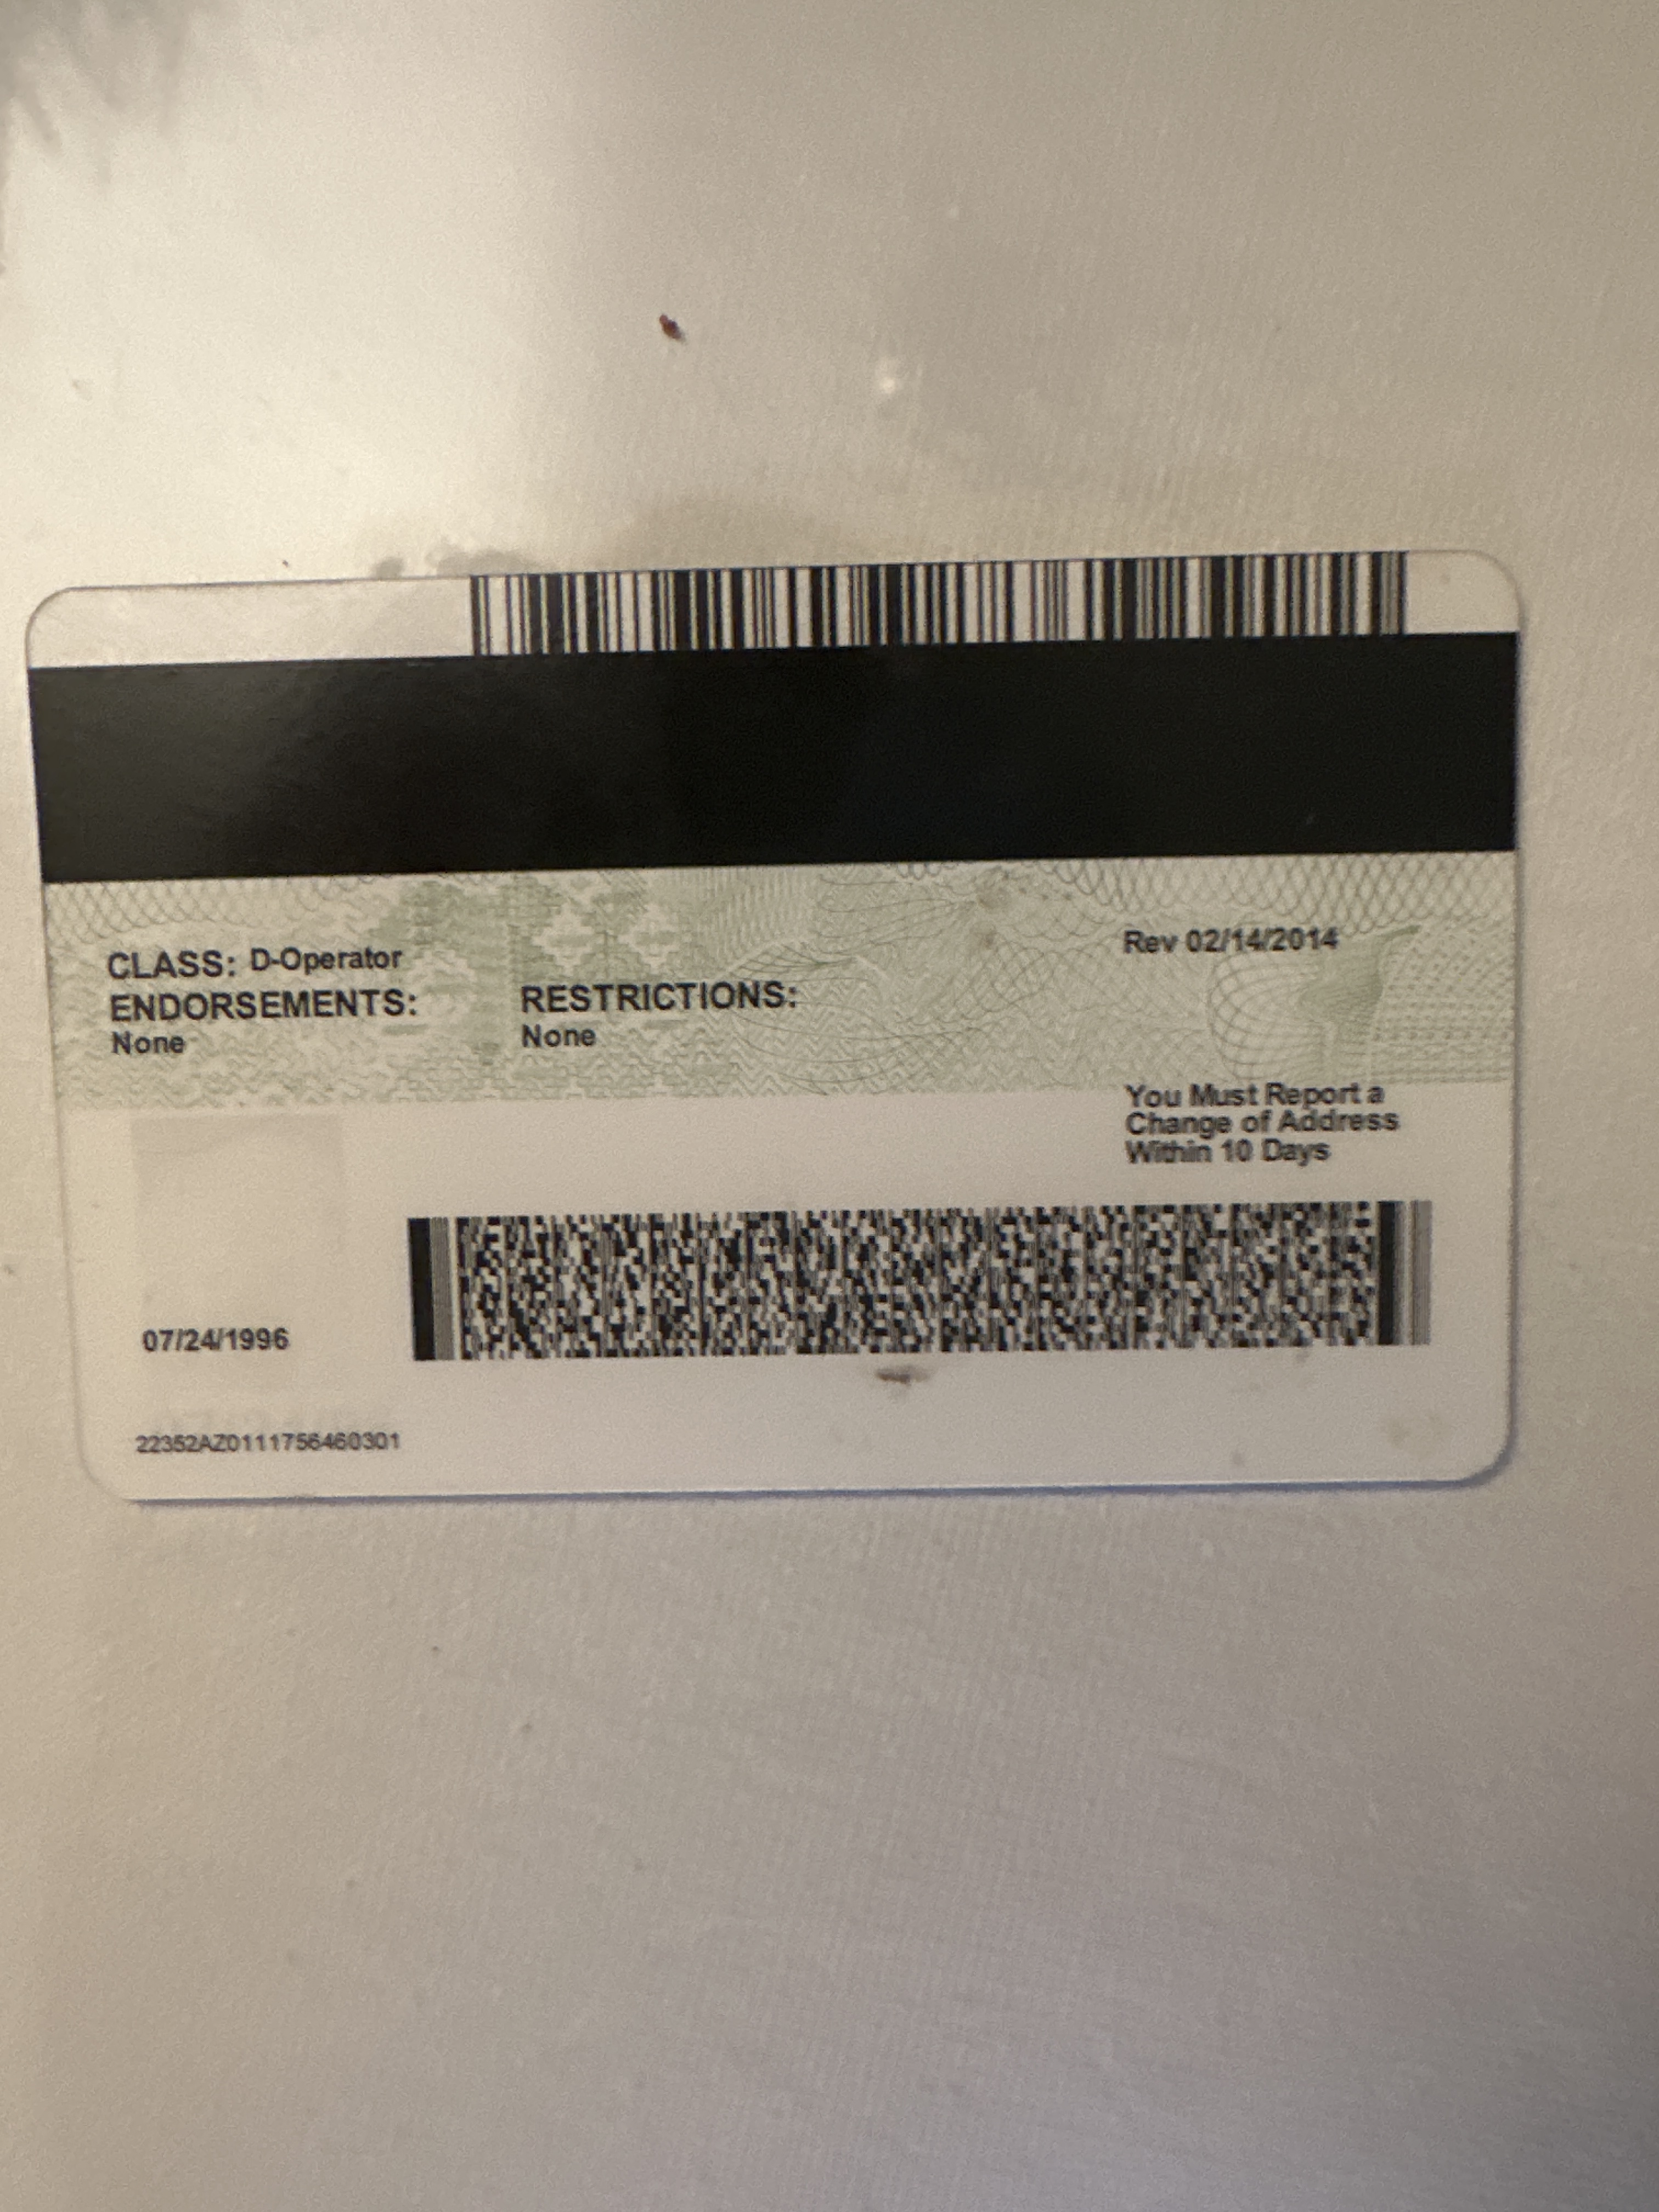 CLASS: D-Operator
ENDORSEMENTS:
None
RESTRICTIONS:
None
Rev 02/14/2014
You Must Report a
Change of Address
Within 10 Days
07/24/1996
22352AZ0111756460301